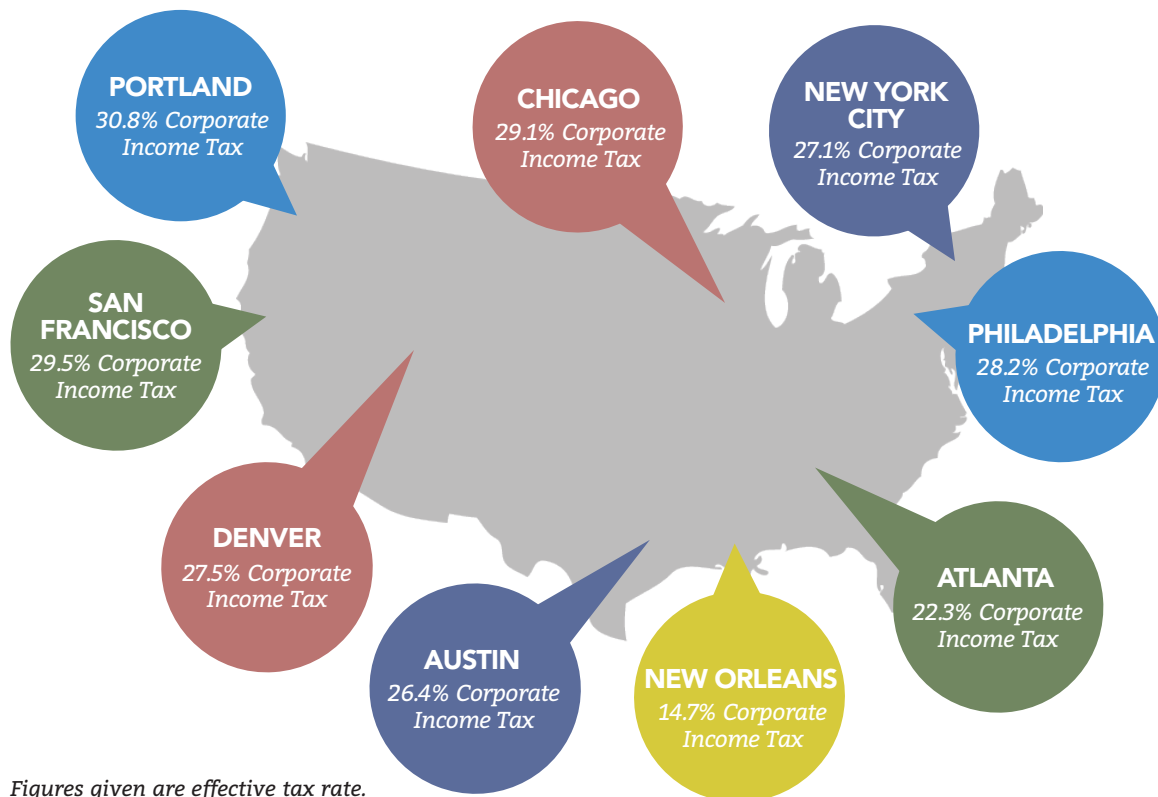 PORTLAND
30.8% Corporate
Income Tax
CHICAGO
29.1% Corporate
Income Tax
NEW YORK
CITY
27.1% Corporate
Income Tax
SAN
FRANCISCO
29.5% Corporate
Income Tax
PHILADELPHIA
28.2% Corporate
Income Tax
DENVER
27.5% Corporate
Income Tax
AUSTIN
26.4% Corporate
Income Tax
NEW ORLEANS
14.7% Corporate
Income Tax
ATLANTA
22.3% Corporate
Income Tax
Figures given are effective tax rate.